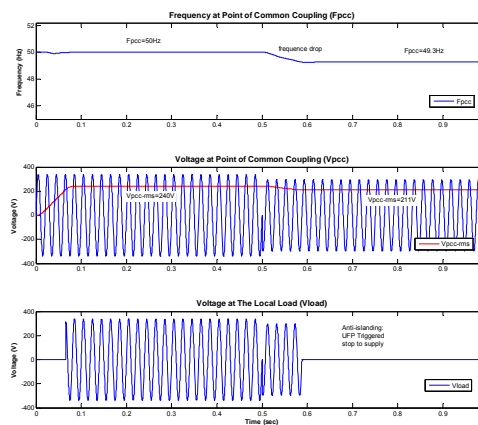 Frequency at Point of Common Coupling (Fpcc)
Frequency (Hz)
52
50
48
46
Fpcc=50Hz
frequence drop
Fpcc=49.3Hz
Fpcc
0
0.1
0.2
0.3
0.4
0.5
0.6
0.7
0.8
0.9
Voltage at Point of Common Coupling (Vpcc)
Voltage (V)
400
200
0
-200
-400
Vpcc-rms=240V
Vpcc-rms=211V
Vpcc-rms
0
0.1
0.2
0.3
0.4
0.5
0.6
0.7
0.8
0.9
Voltage at The Local Load (Vload)
Voltage (V)
400
200
0
-200
-400
Anti-islanding:
UFP Triggered
stop to supply
Vload
0
0.1
0.2
0.3
0.4
0.5
0.6
0.7
0.8
0.9
Time (sec)